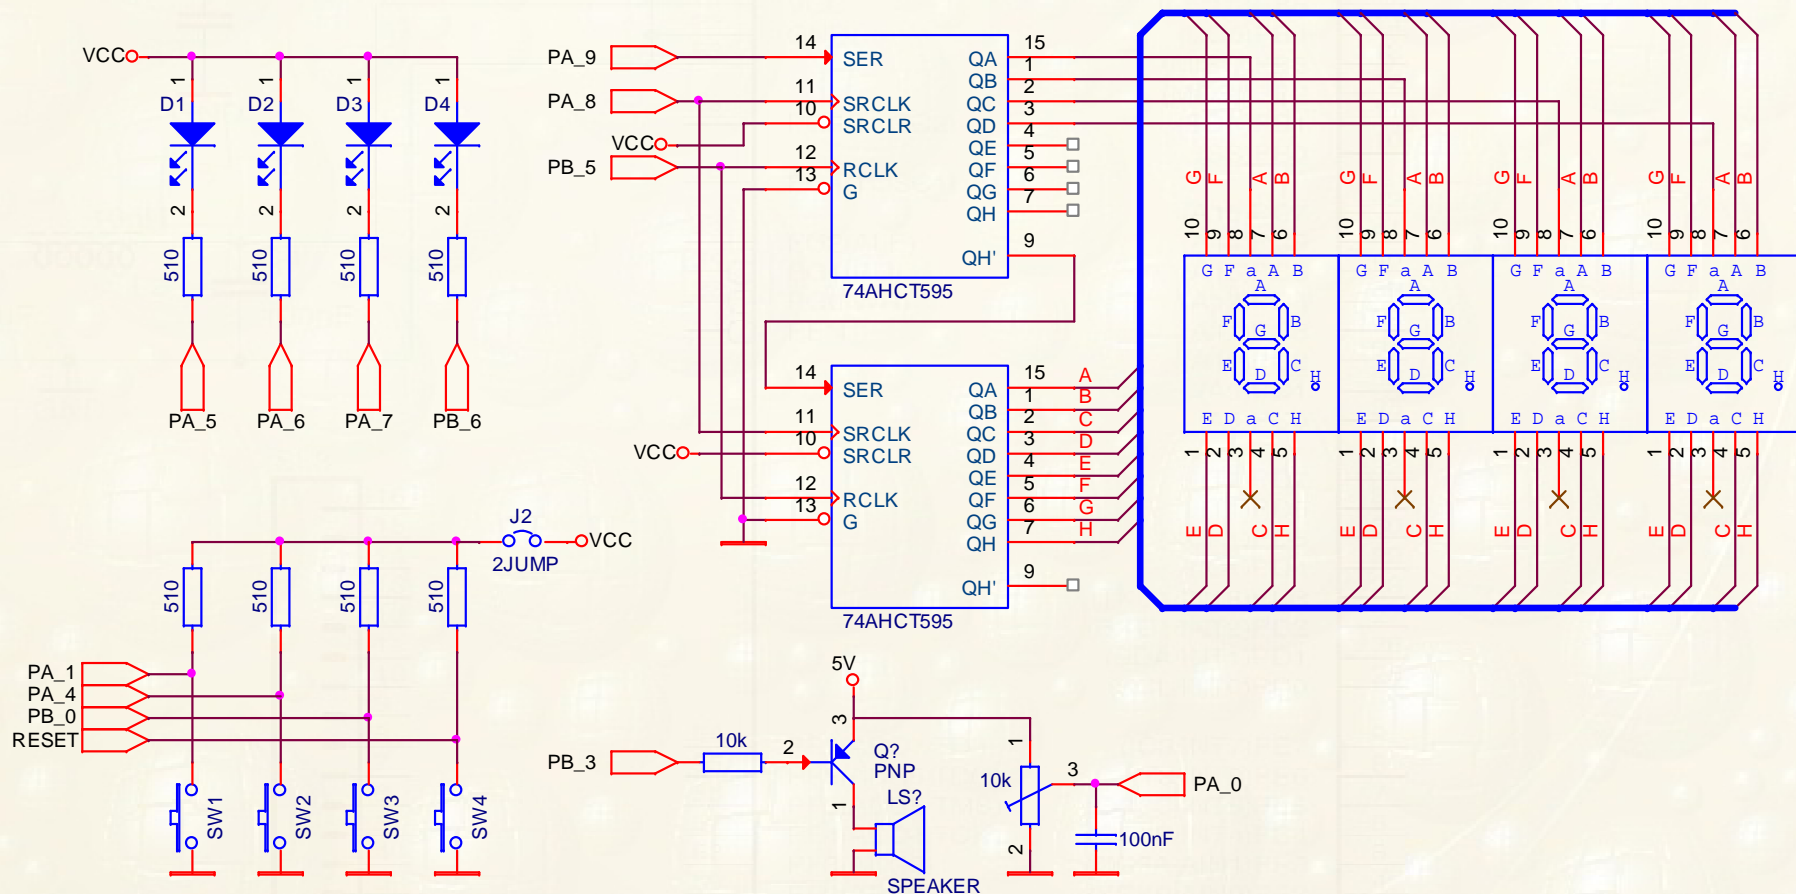 VCC
1 1 1 1
D1 D2 D3 D4
2 2 2 2
510 510 510 510
PA_5 PA_6 PA_7 PB_6
J2
2JUMP
VCC
510 510 510 510
PA_1
PA_4
PB_0
RESET
SW1 SW2 SW3 SW4
PA_9
PA_8
VCC
PB_5
14 SER QA 15
QB 1
11 SRCLK QC 2
10 SRCLR QD 3
QE 4
12 RCLK QF 5
13 G QG 6
QH 7
QH' 9
74AHCT595
VCC
14 SER QA 15 A
QB 1 B
11 SRCLK QC 2 C
10 SRCLR QD 3 D
QE 4 E
12 RCLK QF 5 F
13 G QG 6 G
QH 7 H
QH' 9
74AHCT595
G F A B G F A B G F A B G F A B
10 9 8 7 6 10 9 8 7 6 10 9 8 7 6 10 9 8 7 6
G F a A B G F a A B G F a A B G F a A B
A A A A
F B F B F B F B
G G G G
E D C H E D C H E D C H E D C H
E D a C H E D a C H E D a C H E D a C H
1 2 3 4 5 1 2 3 4 5 1 2 3 4 5 1 2 3 4 5
E D C H E D C H E D C H E D C H
5V
3
PB_3 10k 2
Q?
PNP
1
LS?
SPEAKER
1
10k
3
2
PA_0
100nF